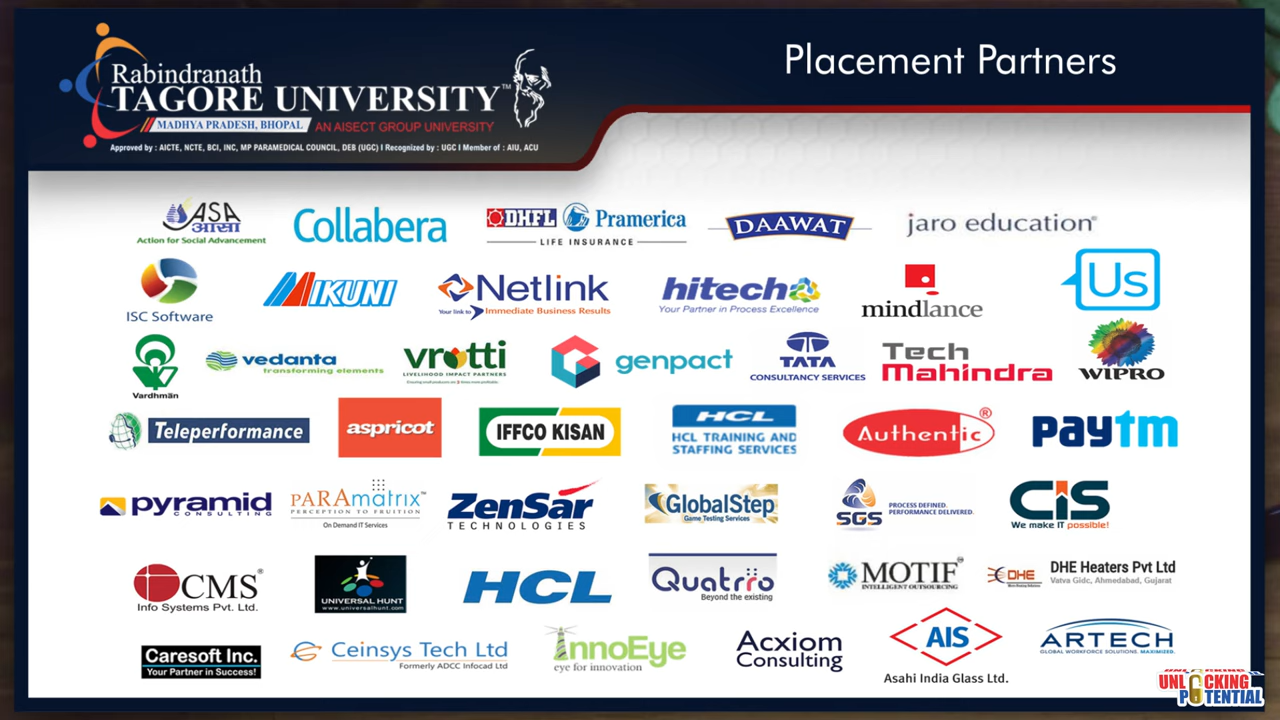 Rabindranath
TAGORE UNIVERSITY™
MADHYA PRADESH, BHOPAL AN AISECT GROUP UNIVERSITY
Approved by : AICTE, NCTE, BCI, INC, MP PARAMEDICAL COUNCIL, DEB (UGC) I Recognized by : UGC I Member of : AIU, ACU
Placement Partners
ASA
आसा
Action for Social Advancement
Collabera
DHFL Pramerica
LIFE INSURANCE
DAAWAT
jaro education®
ISC Software
MIKUNI
Netlink
Your link to Immediate Business Results
hitech
Your Partner in Process Excellence
mindlance
Us
Vardhmān
vedanta
transforming elements
vrutti
LIVELIHOOD IMPACT PARTNERS
genpact
TATA
CONSULTANCY SERVICES
Tech
Mahindra
WIPRO
Teleperformance
aspricot
IFFCO KISAN
HCL
HCL TRAINING AND
STAFFING SERVICES
Authentic®
paytm
pyramid
CONSULTING
PARAmatrix™
PERCEPTION TO FRUITION
On Demand IT Services
ZenSar
TECHNOLOGIES
GlobalStep
Game Testing Services
SGS
PROCESS DEFINED.
PERFORMANCE DELIVERED.
CiS
We make IT possible!
CMS®
Info Systems Pvt. Ltd.
UNIVERSAL HUNT
www.universalhunt.com
HCL
Quatrro
Beyond the existing
MOTIF™
INTELLIGENT OUTSOURCING
DHE
DHE Heaters Pvt Ltd
Vatva Gidc, Ahmedabad, Gujarat
Caresoft Inc.
Your Partner in Success!
Ceinsys Tech Ltd
Formerly ADCC Infocad Ltd
InnoEye
eye for innovation
Acxiom
Consulting
AIS
Asahi India Glass Ltd.
ARTECH
GLOBAL WORKFORCE SOLUTIONS. MAXIMIZED.
UNLOCKING
POTENTIAL